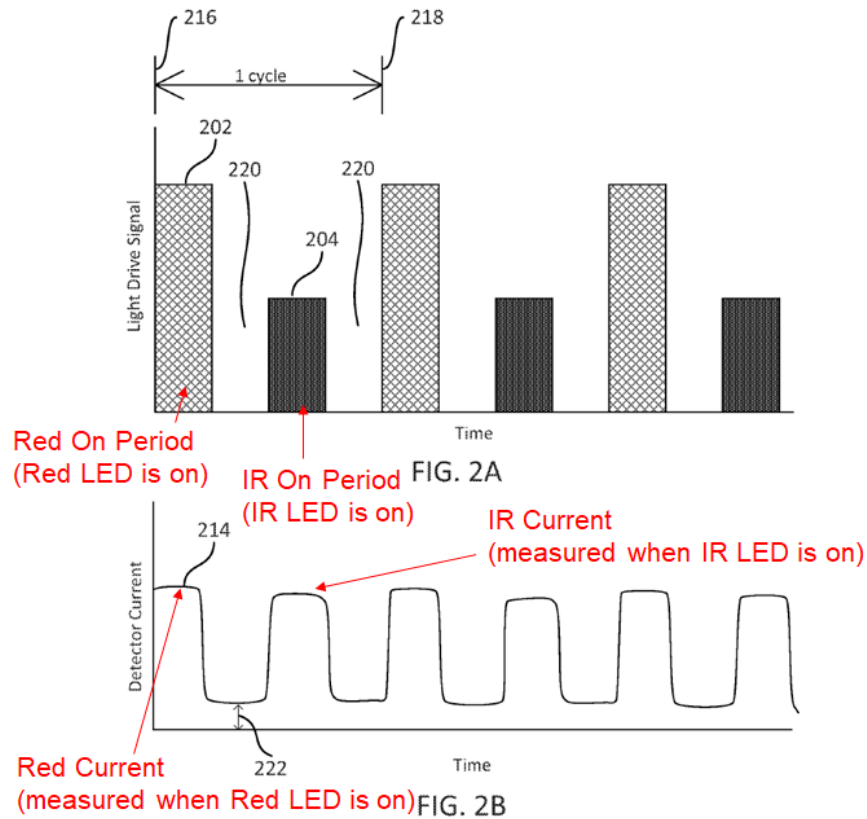 216
218
1 cycle
202
220
220
204
Light Drive Signal
Time
Red On Period
(Red LED is on)
IR On Period
(IR LED is on)
FIG. 2A
214
IR Current
(measured when IR LED is on)
Detector Current
222
Time
Red Current
(measured when Red LED is on)
FIG. 2B